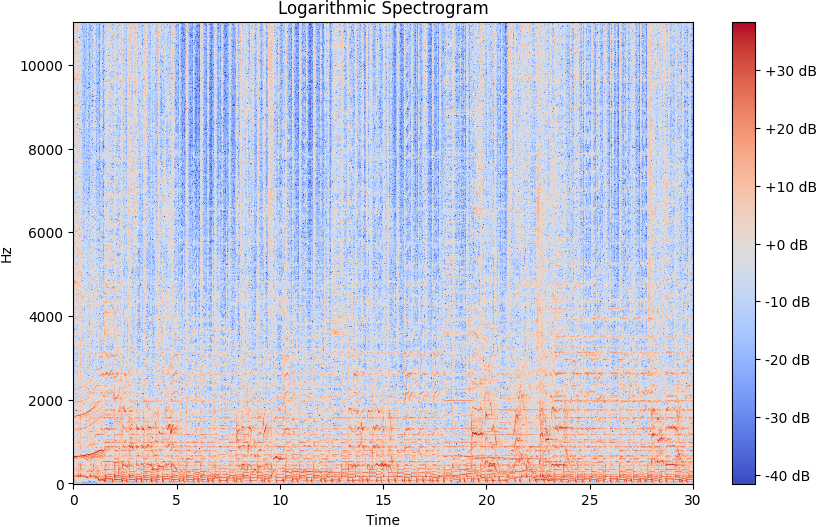 Logarithmic Spectrogram
10000
8000
6000
4000
2000
0
Hz
0 5 10 15 20 25 30
Time
+30 dB
+20 dB
+10 dB
+0 dB
-10 dB
-20 dB
-30 dB
-40 dB